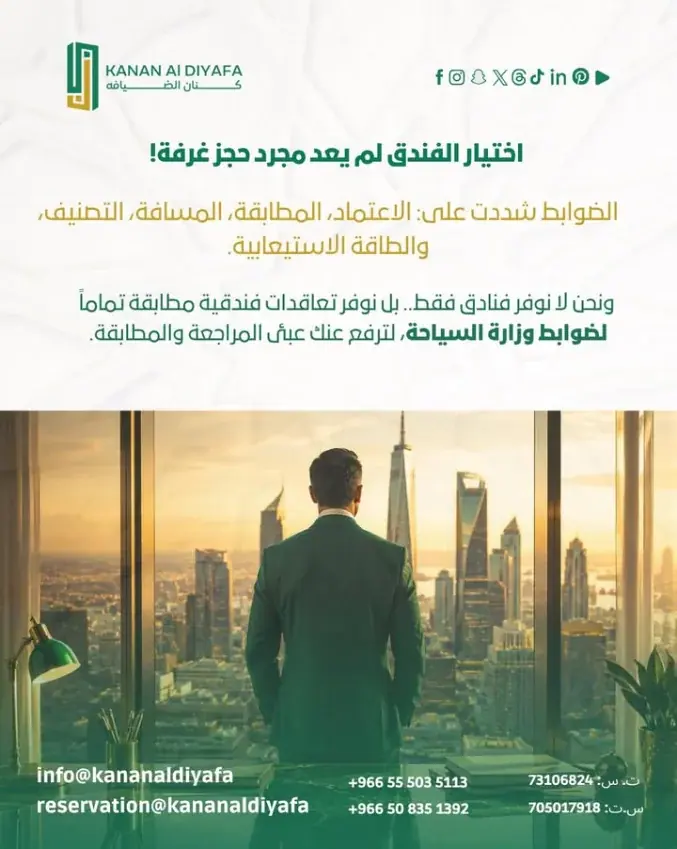 KANAN Al DIYAFA
كنان الضيافه
اختيار الفندق لم يعد مجرد حجز غرفة!
الضوابط شددت على: الاعتماد، المطابقة، المسافة، التصنيف،
والطاقة الاستيعابية.
ونحن لا نوفر فنادق فقط.. بل نوفر تعاقدات فندقية مطابقة تماماً
لضوابط وزارة السياحة، لترفع عنك عبئ المراجعة والمطابقة.
info@kananaldiyafa
reservation@kananaldiyafa
+966 55 503 5113
+966 50 835 1392
ت. س: 73106824
س.ت: 705017918